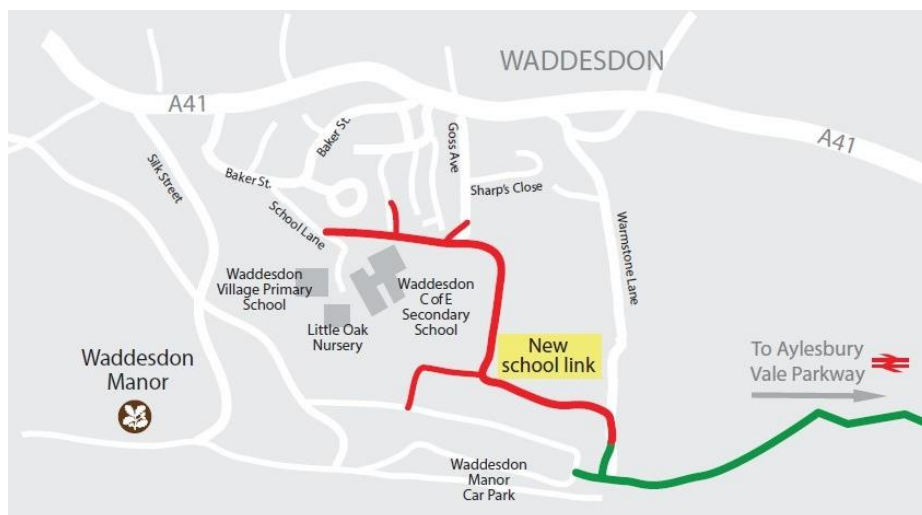 WADDESDON
A41
A41
Baker St.
Goss Ave
Silk Street
Baker St.
Sharp's Close
School Lane
Warmstone Lane
Waddesdon
Village Primary
School
Waddesdon
C of E
Secondary
School
Little Oak
Nursery
New
school link
To Aylesbury
Vale Parkway
Waddesdon
Manor
Waddesdon
Manor
Car Park